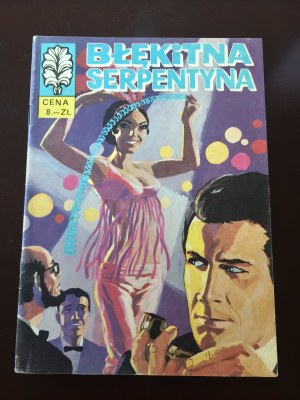 BŁĘKiTNA
SERPENTYNA
CENA
8.—ZŁ